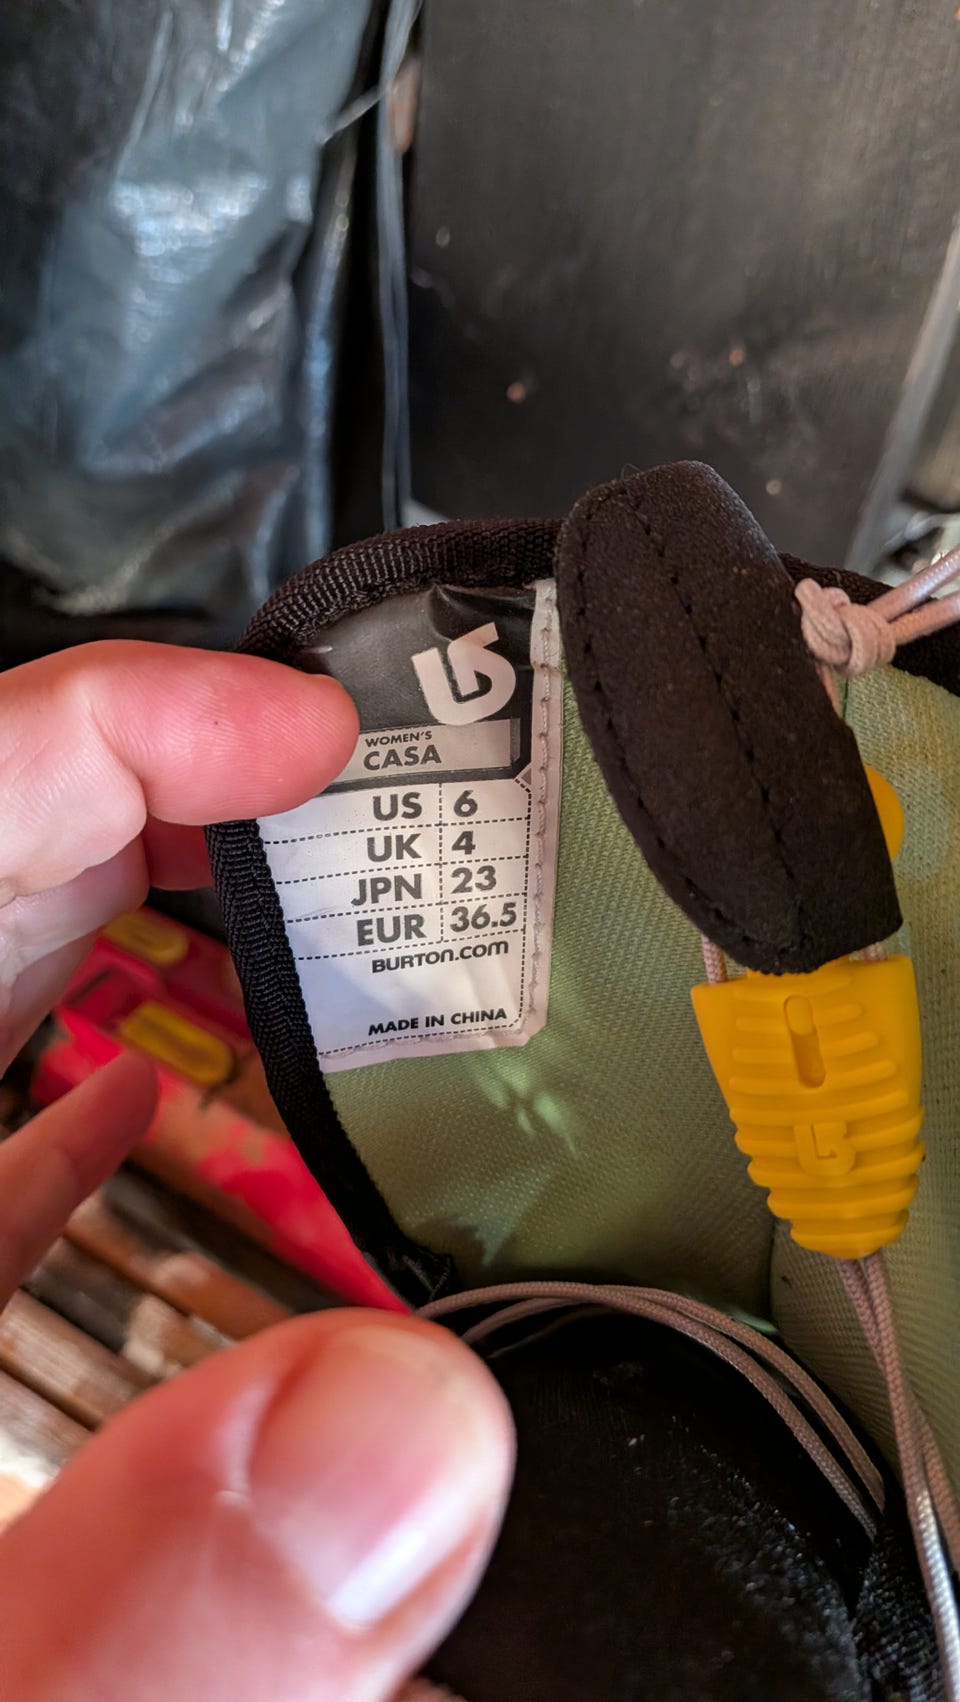 WOMEN'S
CASA
US 6
UK 4
JPN 23
EUR 36.5
BURTON.COM
MADE IN CHINA